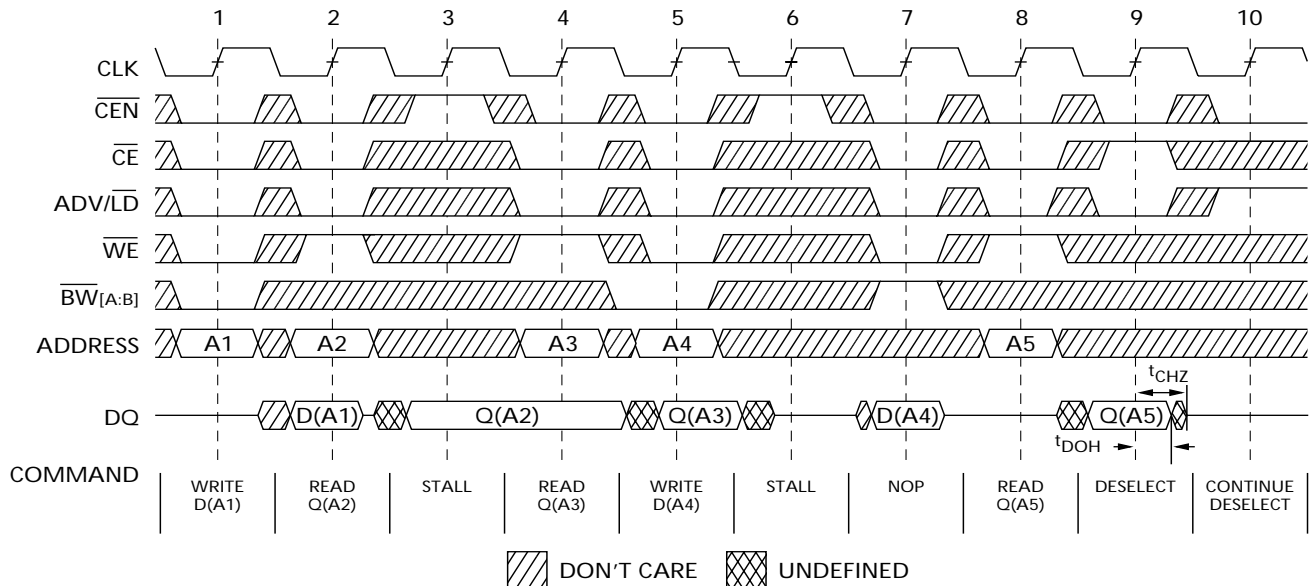 1 2 3 4 5 6 7 8 9 10
CLK
CEN
CE
ADV/LD
WE
BW[A:B]
ADDRESS A1 A2 A3 A4 A5
tCHZ
DQ D(A1) Q(A2) Q(A3) D(A4) Q(A5)
tDOH
COMMAND
WRITE D(A1)
READ Q(A2)
STALL
READ Q(A3)
WRITE D(A4)
STALL
NOP
READ Q(A5)
DESELECT
CONTINUE DESELECT
DON'T CARE UNDEFINED